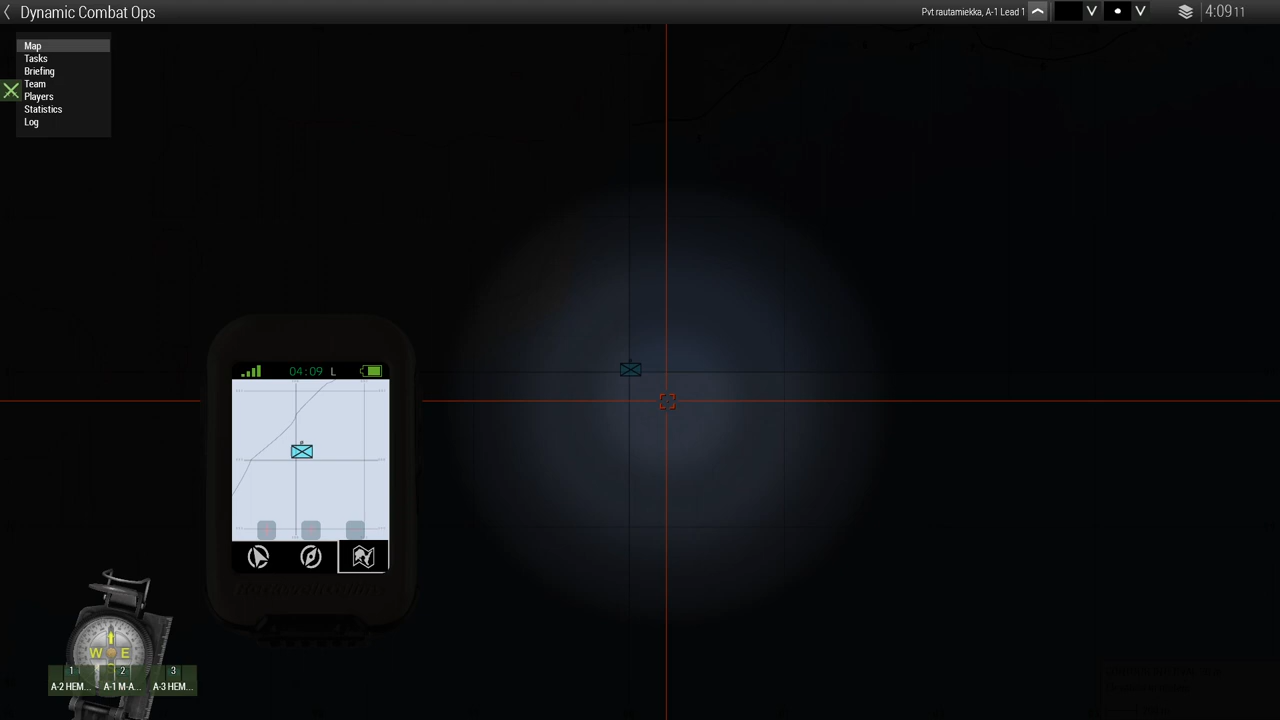 Dynamic Combat Ops
Pvt rautamiekka, A-1 Lead 1
4:09 11
Map
Tasks
Briefing
Team
Players
Statistics
Log
04:09 L
W E
1 2 3
A-2 HEM... A-1 M-A... A-3 HEM...